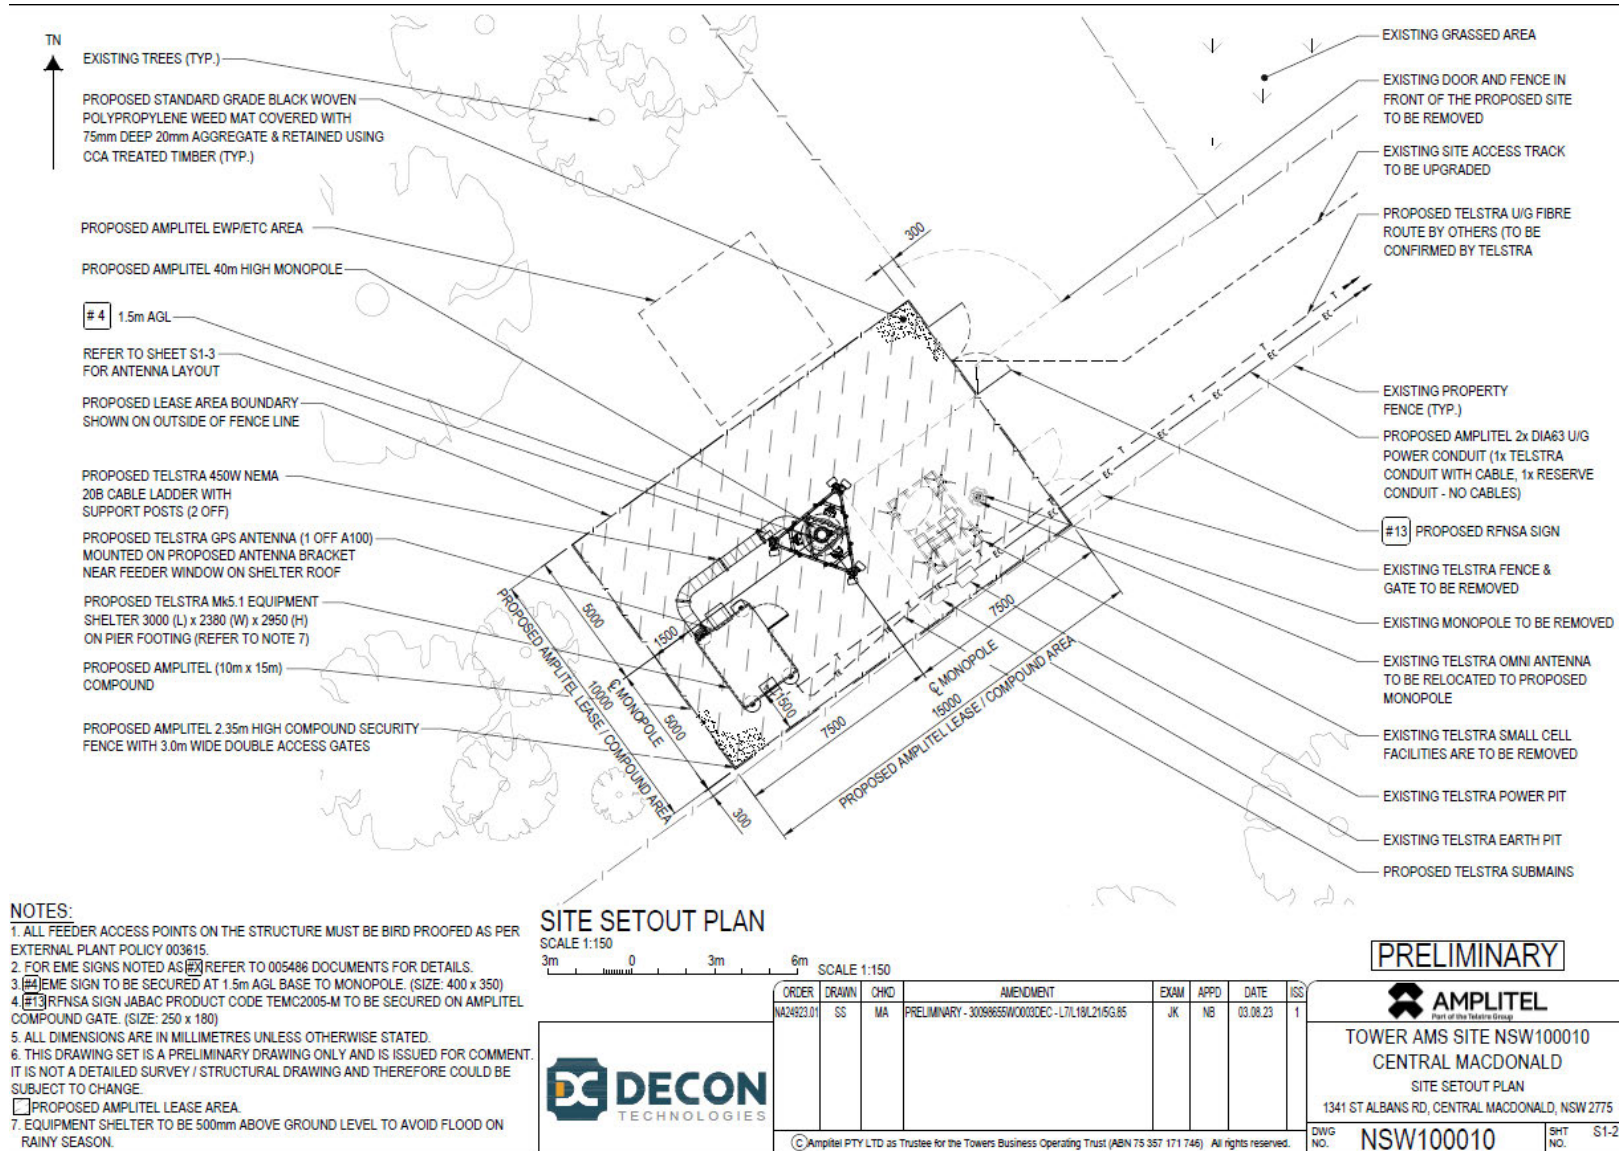 TN
EXISTING TREES (TYP.)
PROPOSED STANDARD GRADE BLACK WOVEN
POLYPROPYLENE WEED MAT COVERED WITH
75mm DEEP 20mm AGGREGATE & RETAINED USING
CCA TREATED TIMBER (TYP.)
PROPOSED AMPLITEL EWP/ETC AREA
PROPOSED AMPLITEL 40m HIGH MONOPOLE
#4 1.5m AGL
REFER TO SHEET S1-3
FOR ANTENNA LAYOUT
PROPOSED LEASE AREA BOUNDARY
SHOWN ON OUTSIDE OF FENCE LINE
PROPOSED TELSTRA 450W NEMA
20B CABLE LADDER WITH
SUPPORT POSTS (2 OFF)
PROPOSED TELSTRA GPS ANTENNA (1 OFF A100)
MOUNTED ON PROPOSED ANTENNA BRACKET
NEAR FEEDER WINDOW ON SHELTER ROOF
PROPOSED TELSTRA Mk5.1 EQUIPMENT
SHELTER 3000 (L) x 2380 (W) x 2950 (H)
ON PIER FOOTING (REFER TO NOTE 7)
PROPOSED AMPLITEL (10m x 15m)
COMPOUND
PROPOSED AMPLITEL 2.35m HIGH COMPOUND SECURITY
FENCE WITH 3.0m WIDE DOUBLE ACCESS GATES
300
T
EC
T
EC
T
EC
T
EC
5000
1500
PROPOSED AMPLITEL LEASE / COMPOUND AREA
10000
℄ MONOPOLE
5000
1500
7500
7500
℄ MONOPOLE
15000
PROPOSED AMPLITEL LEASE / COMPOUND AREA
300
EXISTING GRASSED AREA
EXISTING DOOR AND FENCE IN
FRONT OF THE PROPOSED SITE
TO BE REMOVED
EXISTING SITE ACCESS TRACK
TO BE UPGRADED
PROPOSED TELSTRA U/G FIBRE
ROUTE BY OTHERS (TO BE
CONFIRMED BY TELSTRA
EXISTING PROPERTY
FENCE (TYP.)
PROPOSED AMPLITEL 2x DIA63 U/G
POWER CONDUIT (1x TELSTRA
CONDUIT WITH CABLE, 1x RESERVE
CONDUIT - NO CABLES)
#13 PROPOSED RFNSA SIGN
EXISTING TELSTRA FENCE &
GATE TO BE REMOVED
EXISTING MONOPOLE TO BE REMOVED
EXISTING TELSTRA OMNI ANTENNA
TO BE RELOCATED TO PROPOSED
MONOPOLE
EXISTING TELSTRA SMALL CELL
FACILITIES ARE TO BE REMOVED
EXISTING TELSTRA POWER PIT
EXISTING TELSTRA EARTH PIT
PROPOSED TELSTRA SUBMAINS
NOTES:
1. ALL FEEDER ACCESS POINTS ON THE STRUCTURE MUST BE BIRD PROOFED AS PER
EXTERNAL PLANT POLICY 003615.
2. FOR EME SIGNS NOTED AS #X REFER TO 005486 DOCUMENTS FOR DETAILS.
3. #4 EME SIGN TO BE SECURED AT 1.5m AGL BASE TO MONOPOLE. (SIZE: 400 x 350)
4. #13 RFNSA SIGN JABAC PRODUCT CODE TEMC2005-M TO BE SECURED ON AMPLITEL
COMPOUND GATE. (SIZE: 250 x 180)
5. ALL DIMENSIONS ARE IN MILLIMETRES UNLESS OTHERWISE STATED.
6. THIS DRAWING SET IS A PRELIMINARY DRAWING ONLY AND IS ISSUED FOR COMMENT.
IT IS NOT A DETAILED SURVEY / STRUCTURAL DRAWING AND THEREFORE COULD BE
SUBJECT TO CHANGE.
PROPOSED AMPLITEL LEASE AREA.
7. EQUIPMENT SHELTER TO BE 500mm ABOVE GROUND LEVEL TO AVOID FLOOD ON
RAINY SEASON.
SITE SETOUT PLAN
SCALE 1:150
3m 0 3m 6m SCALE 1:150
DECON
TECHNOLOGIES
ORDER DRAWN CHKD AMENDMENT EXAM APPD DATE ISS
NA24923.01 SS MA PRELIMINARY - 30098655WO003DEC - L7/L18/L21/5G.85 JK NB 03.08.23 1
© Amplitel PTY LTD as Trustee for the Towers Business Operating Trust (ABN 75 357 171 746) All rights reserved.
PRELIMINARY
AMPLITEL
Part of the Telstra Group
TOWER AMS SITE NSW100010
CENTRAL MACDONALD
SITE SETOUT PLAN
1341 ST ALBANS RD, CENTRAL MACDONALD, NSW 2775
DWG NO. NSW100010 SHT NO. S1-2